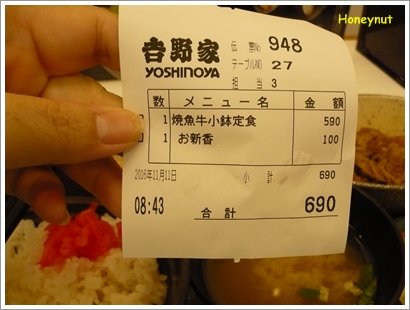 Honeynut
吉野家
YOSHINOYA
伝票No 948
テーブルNO 27
担当 3
数 メニュー名 金額
1 焼魚牛小鉢定食 590
1 お新香 100
2016年11月11日 小計 690
08:43 合計 690